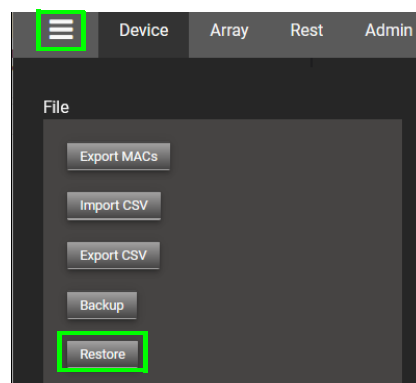 Device Array Rest Admin
File
Export MACs
Import CSV
Export CSV
Backup
Restore